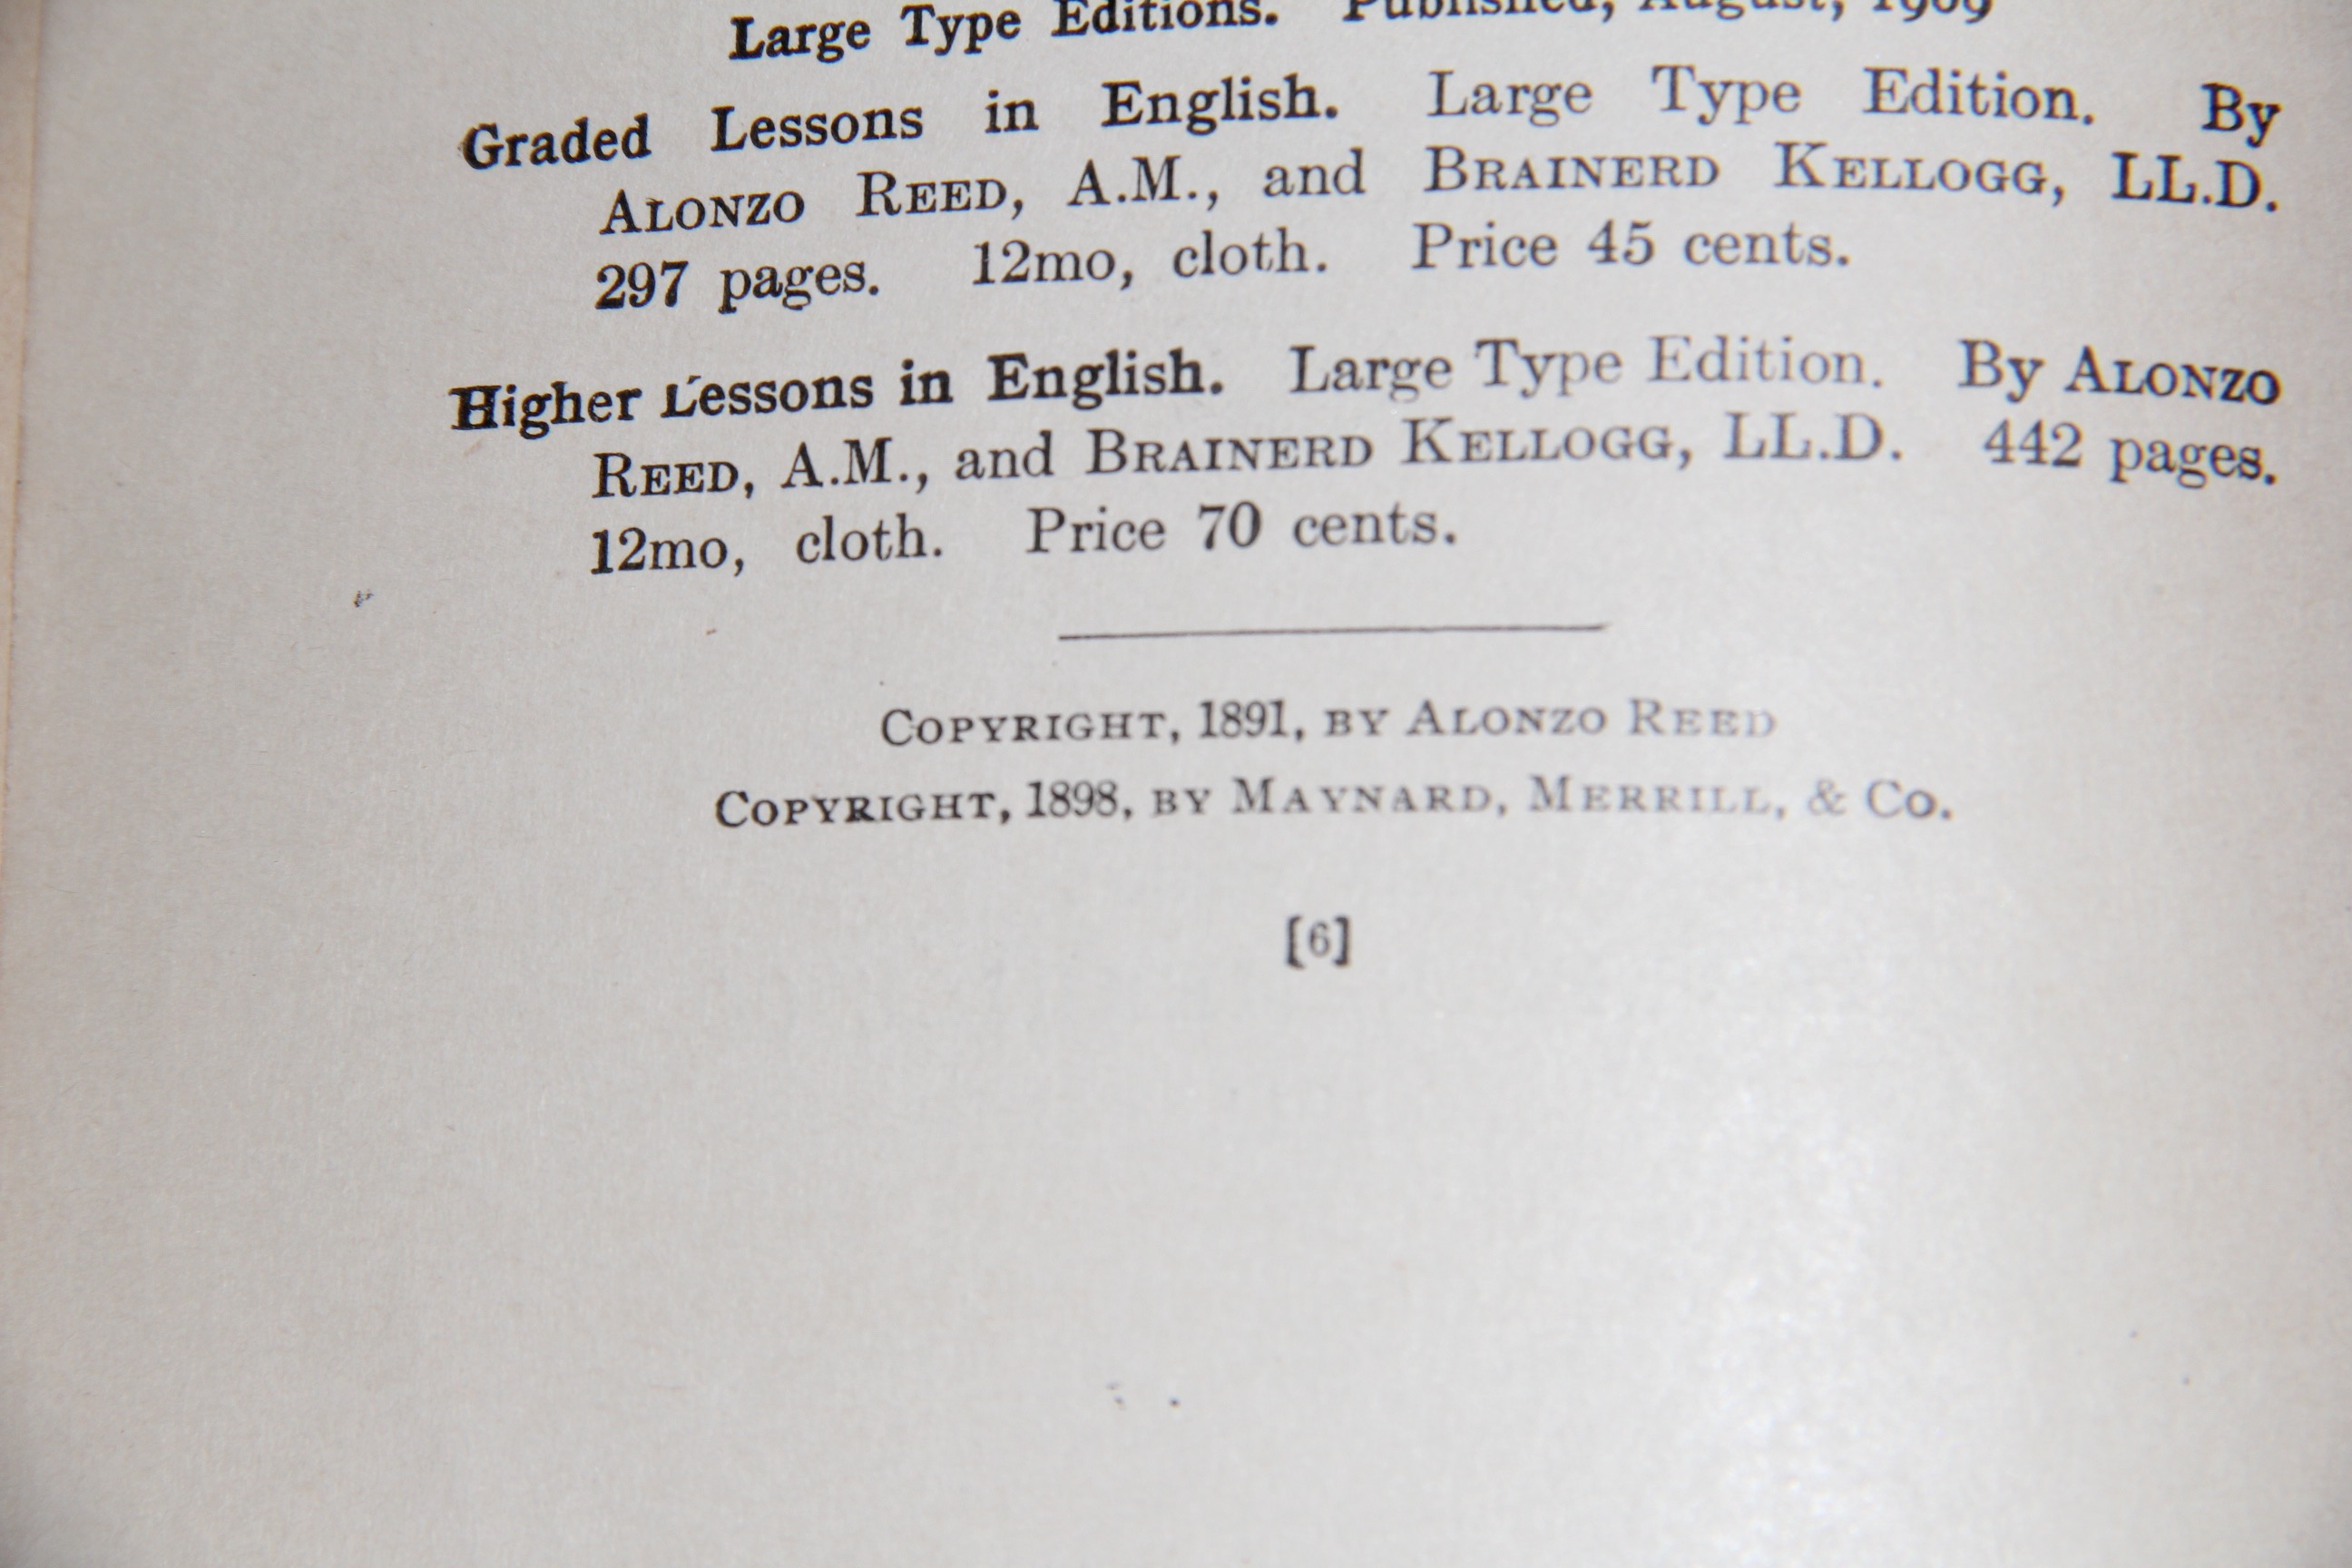 Large Type Editions. Published, August, 1909
Graded Lessons in English. Large Type Edition. By
ALONZO REED, A.M., and BRAINERD KELLOGG, LL.D.
297 pages. 12mo, cloth. Price 45 cents.
Higher Lessons in English. Large Type Edition. By ALONZO
REED, A.M., and BRAINERD KELLOGG, LL.D. 442 pages.
12mo, cloth. Price 70 cents.
COPYRIGHT, 1891, BY ALONZO REED
COPYRIGHT, 1898, BY MAYNARD, MERRILL, & CO.
[6]